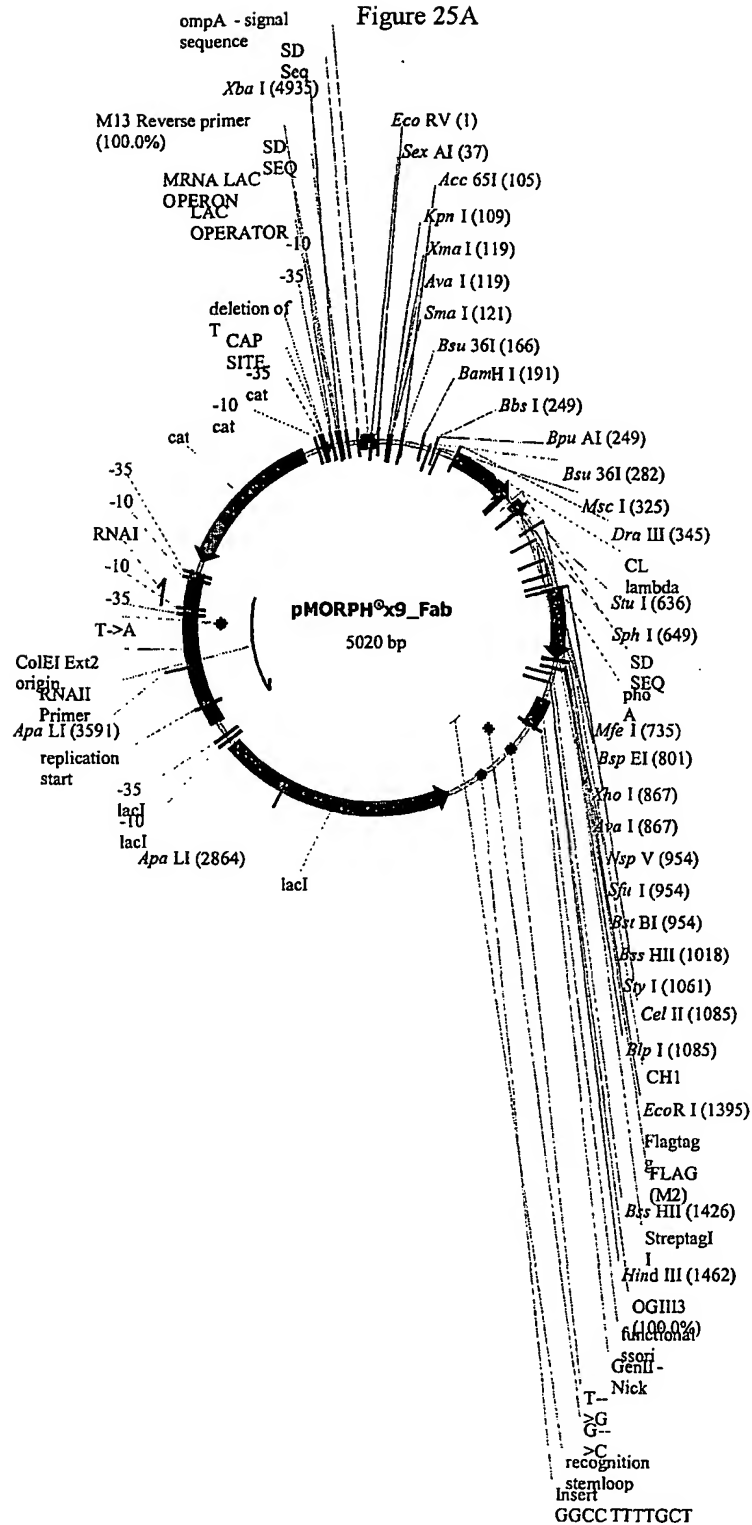 Figure 25A
ompA - signal
sequence
SD
Seq
Xba I (4935)
M13 Reverse primer
(100.0%)
SD
SEQ
MRNA LAC
OPERON
LAC
OPERATOR
-10
-35
deletion of
T
CAP
SITE
-35
cat
-10
cat
cat
-35
-10
RNAI
-10
-35
T->A
ColEI Ext2
origin
RNAII
Primer
Apa LI (3591)
replication
start
-35
lacI
-10
lacI
Apa LI (2864)
lacI
pMORPH®x9_Fab
5020 bp
Eco RV (1)
Sex AI (37)
Acc 65I (105)
Kpn I (109)
Xma I (119)
Ava I (119)
Sma I (121)
Bsu 36I (166)
BamH I (191)
Bbs I (249)
Bpu AI (249)
Bsu 36I (282)
Msc I (325)
Dra III (345)
CL
lambda
Stu I (636)
Sph I (649)
SD
SEQ
pho
A
Mfe I (735)
Bsp EI (801)
Xho I (867)
Ava I (867)
Nsp V (954)
Sfu I (954)
Bst BI (954)
Bss HII (1018)
Sty I (1061)
Cel II (1085)
Blp I (1085)
CH1
EcoR I (1395)
Flagtag
g
FLAG
(M2)
Bss HII (1426)
StreptagI
I
Hind III (1462)
OGIII3
(100.0%)
functional
ssori
GenII -
Nick
T--
>G
G--
>C
recognition
stemloop
Insert
GGCC TTTTGCT